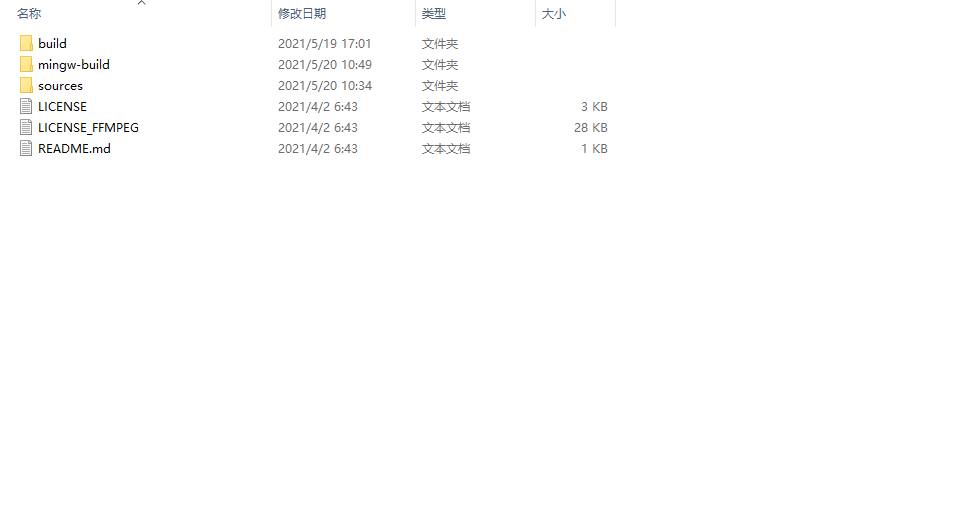 名称 修改日期 类型 大小
build 2021/5/19 17:01 文件夹
mingw-build 2021/5/20 10:49 文件夹
sources 2021/5/20 10:34 文件夹
LICENSE 2021/4/2 6:43 文本文档 3 KB
LICENSE_FFMPEG 2021/4/2 6:43 文本文档 28 KB
README.md 2021/4/2 6:43 文本文档 1 KB